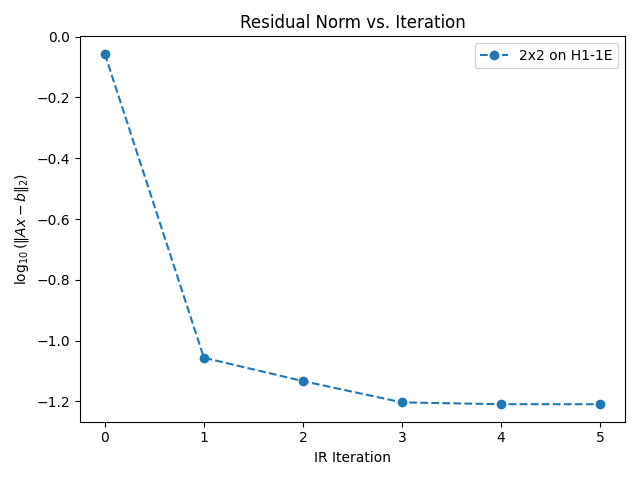 Residual Norm vs. Iteration
2x2 on H1-1E
0.0
−0.2
−0.4
−0.6
−0.8
−1.0
−1.2
log₁₀(‖Ax − b‖₂)
0 1 2 3 4 5
IR Iteration